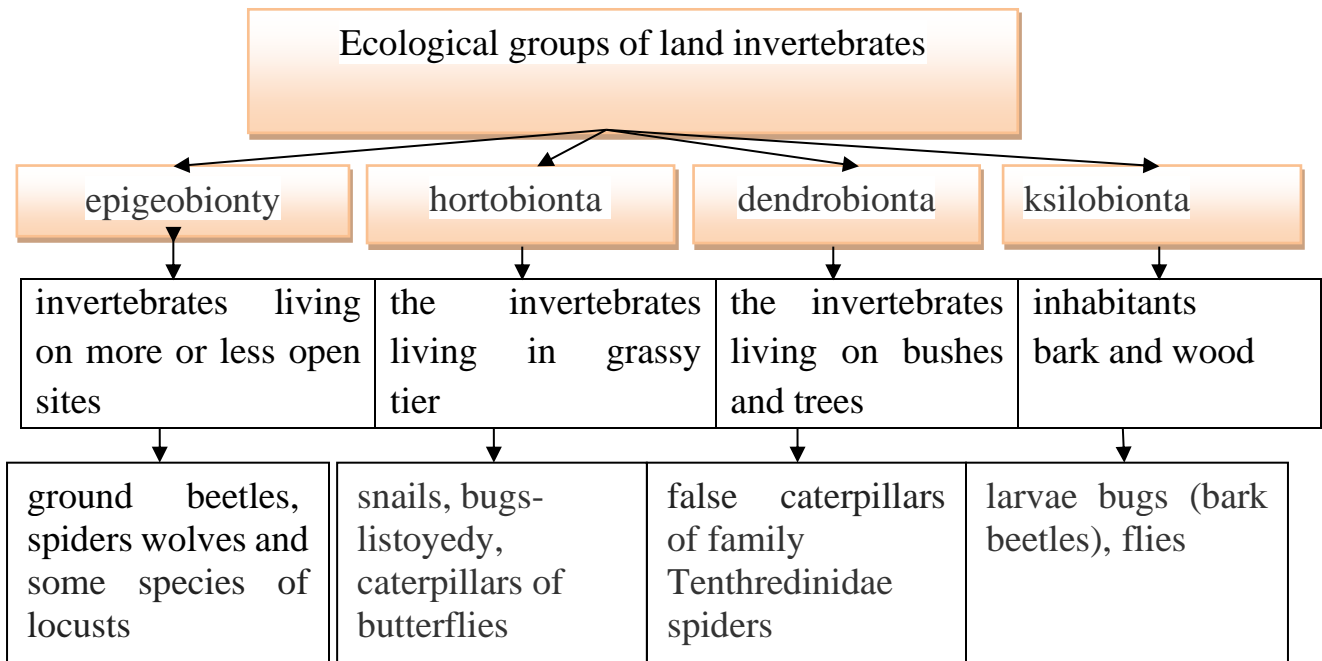 Ecological groups of land invertebrates
epigeobionty
hortobionta
dendrobionta
ksilobionta
invertebrates living
on more or less open
sites
the invertebrates
living in grassy
tier
the invertebrates
living on bushes
and trees
inhabitants
bark and wood
ground beetles,
spiders wolves and
some species of
locusts
snails, bugs-
listoyedy,
caterpillars of
butterflies
false caterpillars
of family
Tenthredinidae
spiders
larvae bugs (bark
beetles), flies